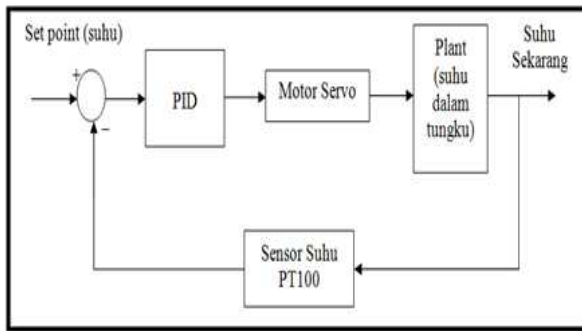 Set point (suhu)
+
−
PID
Motor Servo
Plant
(suhu
dalam
tungku)
Suhu
Sekarang
Sensor Suhu
PT100